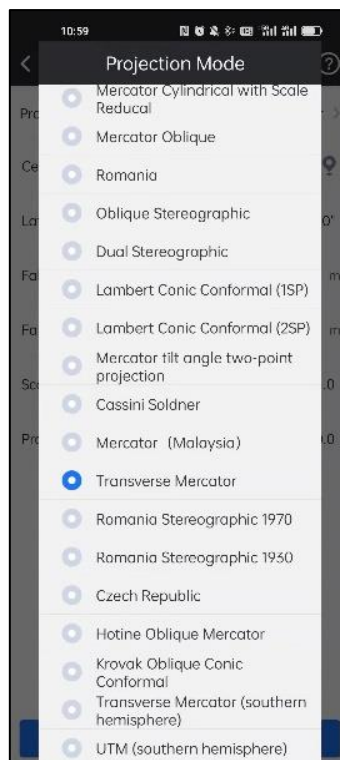 10:59
Projection Mode
Mercator Cylindrical with Scale
Reducal
Mercator Oblique
Romania
Oblique Stereographic
Dual Stereographic
Lambert Conic Conformal (1SP)
Lambert Conic Conformal (2SP)
Mercator tilt angle two-point
projection
Cassini Soldner
Mercator (Malaysia)
Transverse Mercator
Romania Stereographic 1970
Romania Stereographic 1930
Czech Republic
Hotine Oblique Mercator
Krovak Oblique Conic
Conformal
Transverse Mercator (southern
hemisphere)
UTM (southern hemisphere)